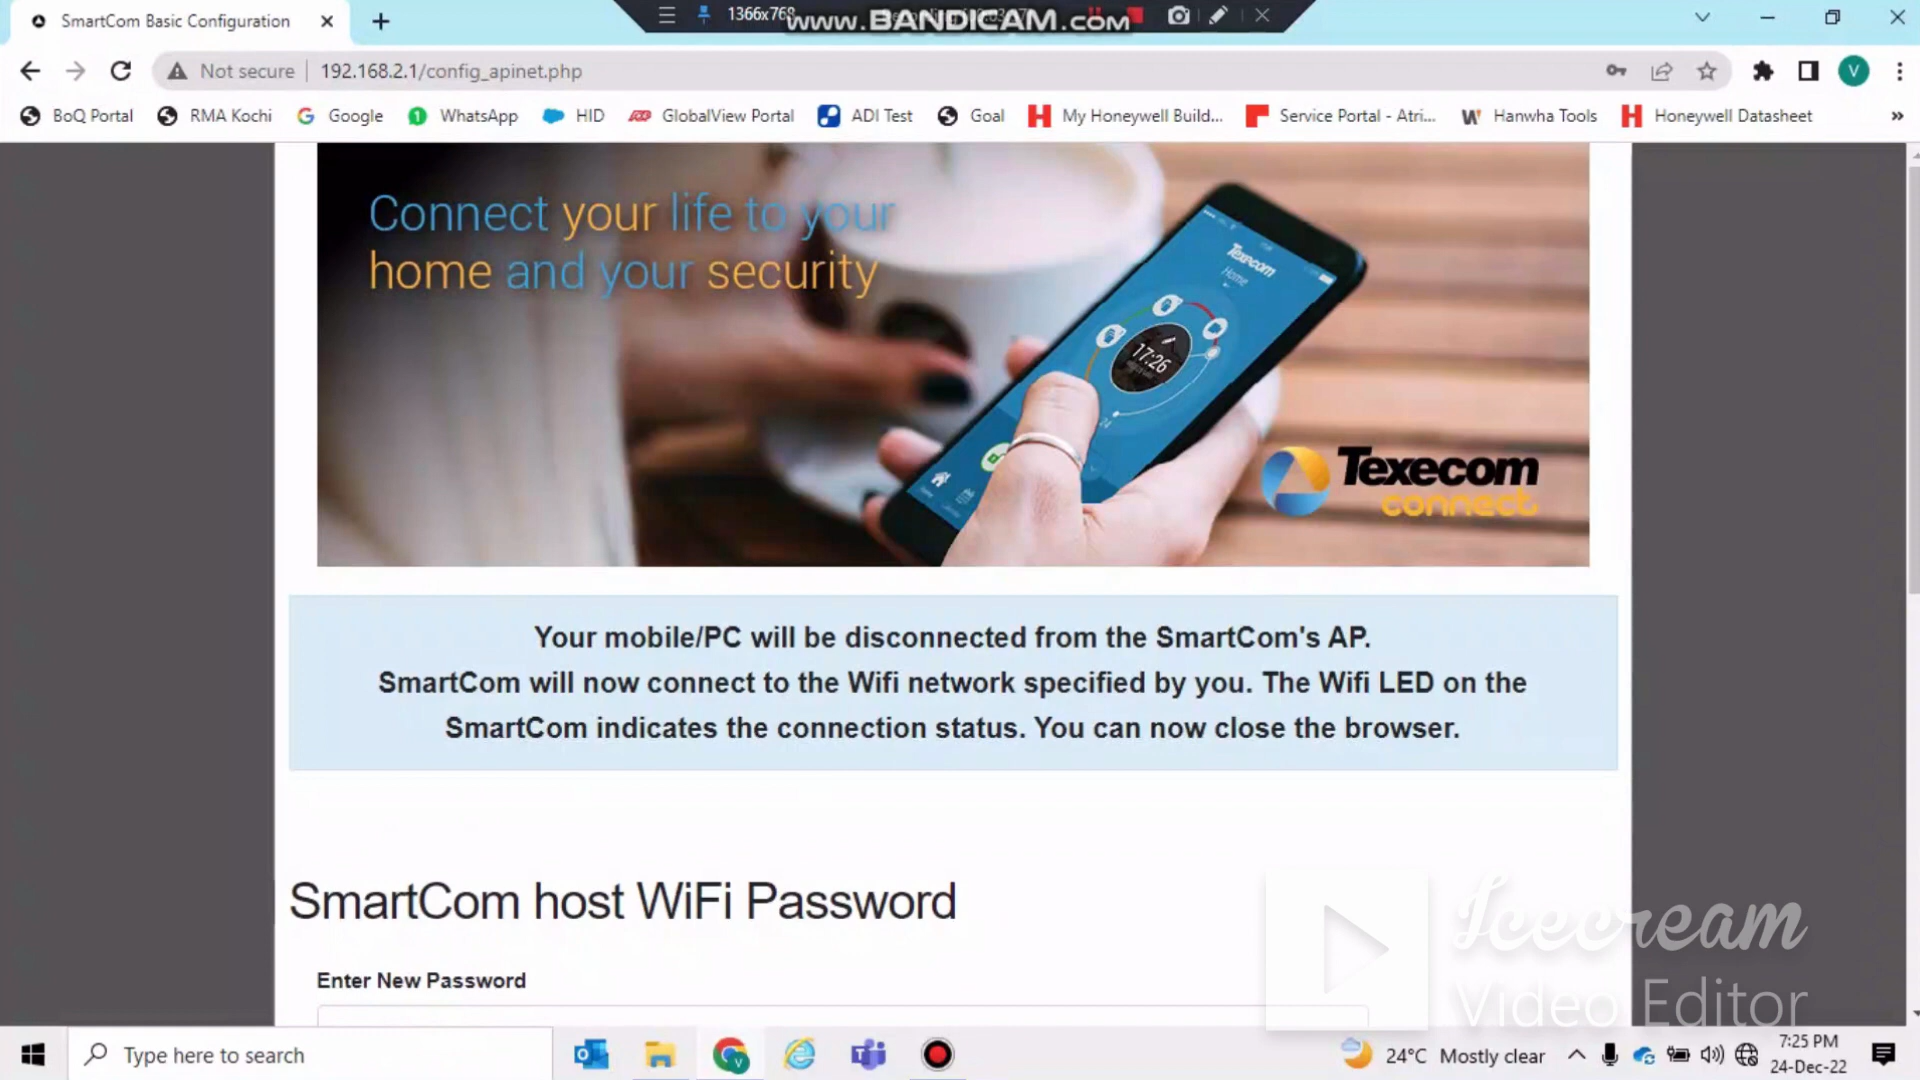 SmartCom Basic Configuration
1366x768
www.BANDICAM.com
Not secure
192.168.2.1/config_apinet.php
V
BoQ Portal
RMA Kochi
Google
WhatsApp
HID
GlobalView Portal
ADI Test
Goal
My Honeywell Build...
Service Portal - Atri...
Hanwha Tools
Honeywell Datasheet
Connect your life to your
home and your security
Texecom
Home
17:26
24
Texecom
connect
Your mobile/PC will be disconnected from the SmartCom's AP.
SmartCom will now connect to the Wifi network specified by you. The Wifi LED on the
SmartCom indicates the connection status. You can now close the browser.
SmartCom host WiFi Password
Enter New Password
Icecream
Video Editor
Type here to search
24°C Mostly clear
7:25 PM
24-Dec-22